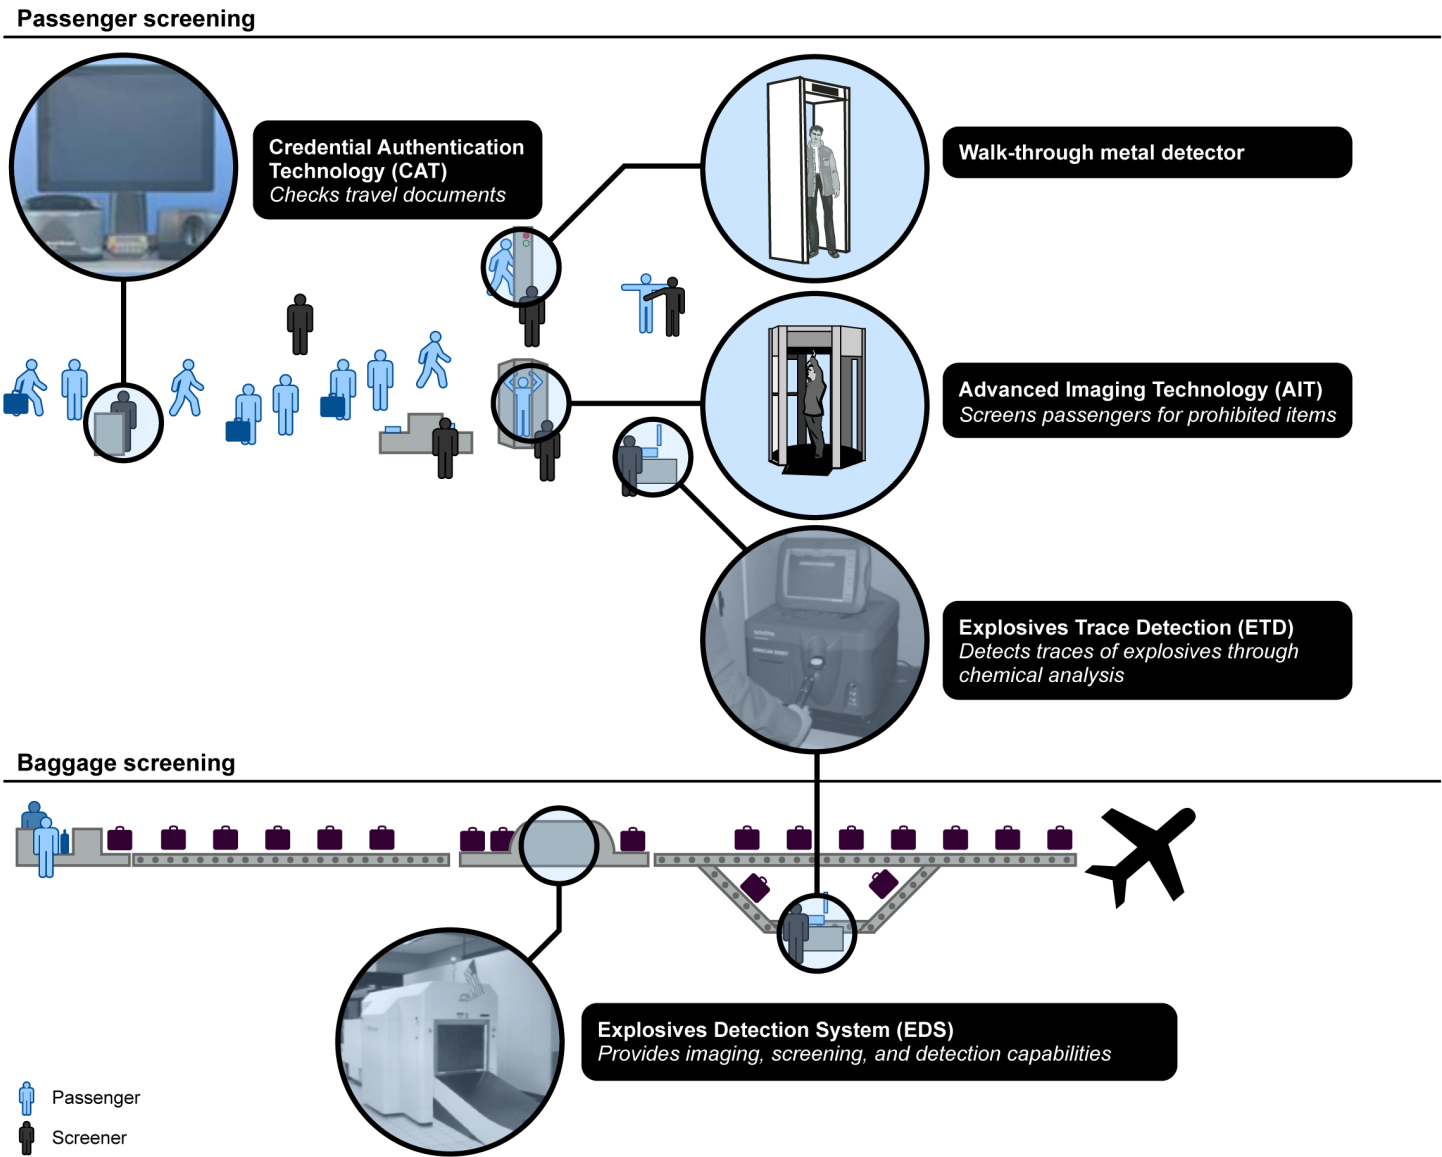 Passenger screening
Credential Authentication
Technology (CAT)
Checks travel documents
Walk-through metal detector
Advanced Imaging Technology (AIT)
Screens passengers for prohibited items
Explosives Trace Detection (ETD)
Detects traces of explosives through
chemical analysis
Baggage screening
Explosives Detection System (EDS)
Provides imaging, screening, and detection capabilities
Passenger
Screener